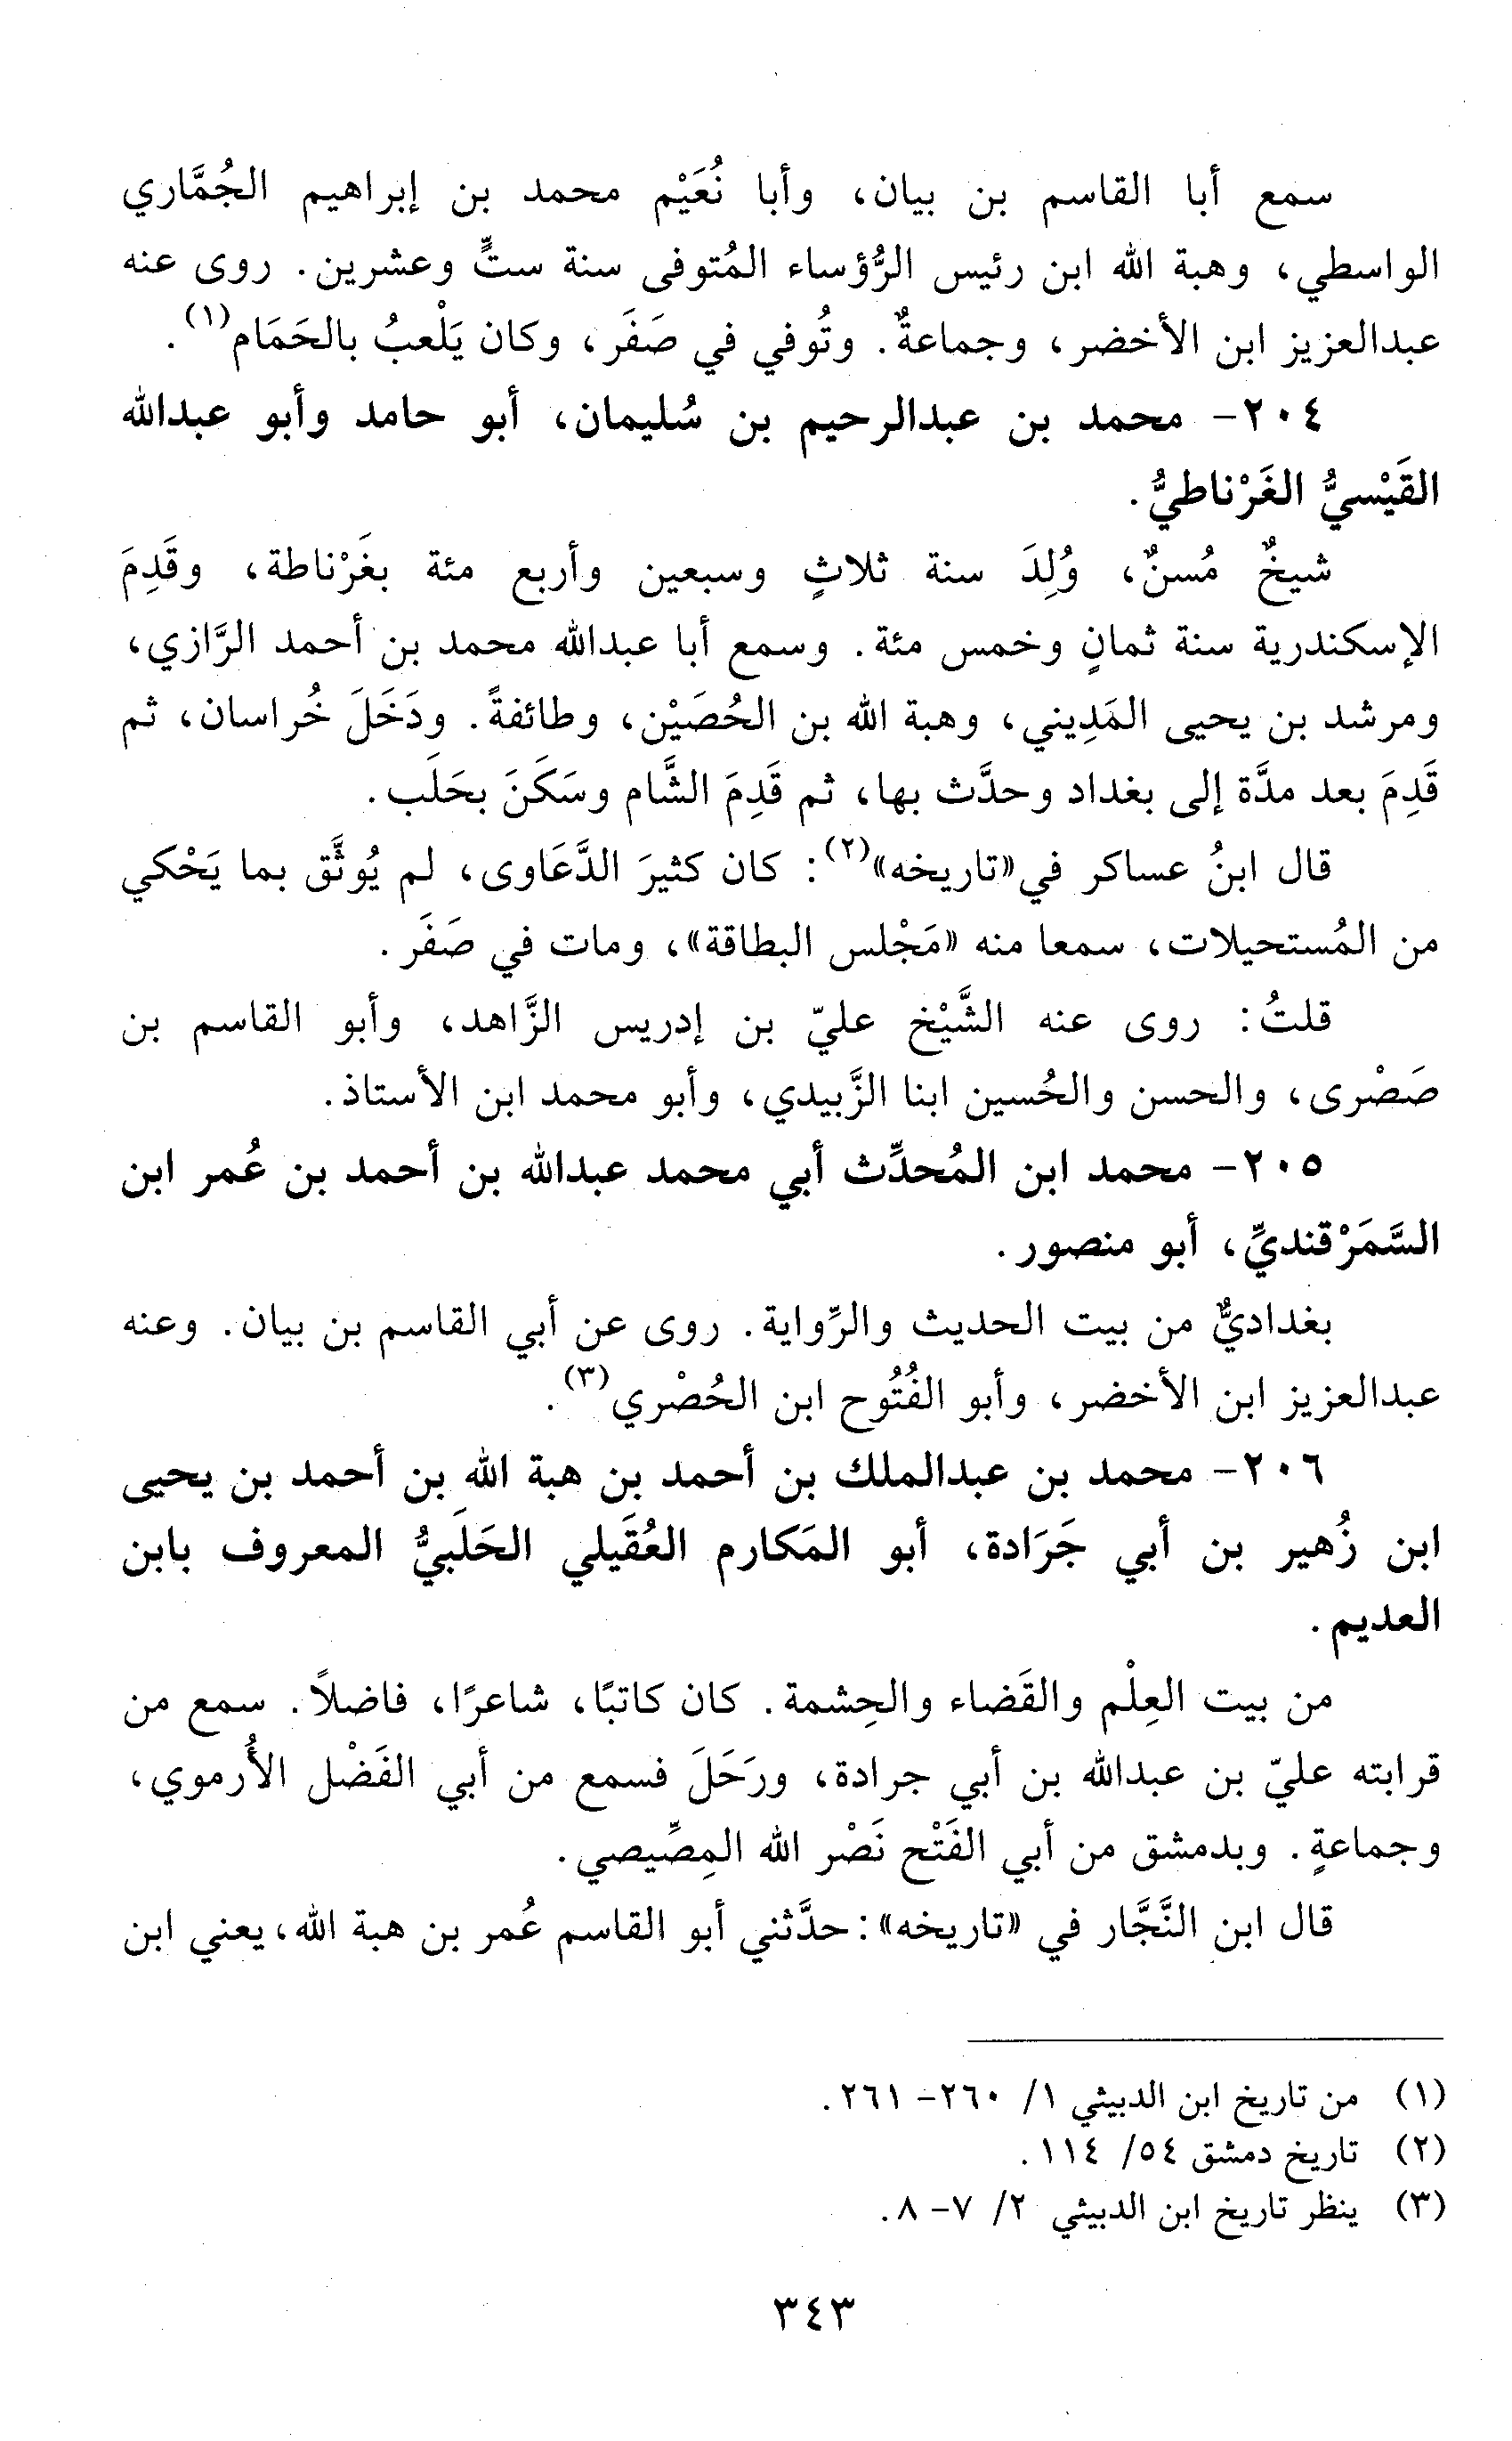 سمع أبا القاسم بن بيان، وأبا نُعَيْم محمد بن إبراهيم الجُمَّاري
الواسطي، وهبة الله ابن رئيس الرُّؤساء المُتوفى سنة ستٍّ وعشرين. روى عنه
عبدالعزيز ابن الأخضر، وجماعةٌ. وتُوفي في صَفَر، وكان يَلْعبُ بالحَمَام(١).
٢٠٤- محمد بن عبدالرحيم بن سُليمان، أبو حامد وأبو عبدالله
القَيْسيُّ الغَرْناطيُّ.
شيخٌ مُسنٌ، وُلِدَ سنة ثلاثٍ وسبعين وأربع مئة بغَرْناطة، وقَدِمَ
الإسكندرية سنة ثمانٍ وخمس مئة. وسمع أبا عبدالله محمد بن أحمد الرَّازي،
ومرشد بن يحيى المَدِيني، وهبة الله بن الحُصَيْن، وطائفةً. ودَخَلَ خُراسان، ثم
قَدِمَ بعد مدَّة إلى بغداد وحدَّث بها، ثم قَدِمَ الشَّام وسَكَنَ بحَلَب.
قال ابنُ عساكر في«تاريخه»(٢): كان كثيرَ الدَّعَاوى، لم يُوثَّق بما يَحْكي
من المُستحيلات، سمعا منه «مَجْلس البطاقة»، ومات في صَفَر.
قلتُ: روى عنه الشَّيْخ عليّ بن إدريس الزَّاهد، وأبو القاسم بن
صَصْرى، والحسن والحُسين ابنا الزَّبيدي، وأبو محمد ابن الأستاذ.
٢٠٥- محمد ابن المُحدِّث أبي محمد عبدالله بن أحمد بن عُمر ابن
السَّمَرْقنديِّ، أبو منصور.
بغداديٌّ من بيت الحديث والرِّواية. روى عن أبي القاسم بن بيان. وعنه
عبدالعزيز ابن الأخضر، وأبو الفُتُوح ابن الحُصْري(٣).
٢٠٦- محمد بن عبدالملك بن أحمد بن هبة الله بن أحمد بن يحيى
ابن زُهير بن أبي جَرَادة، أبو المَكارم العُقَيلي الحَلَبيُّ المعروف بابن
العديم.
من بيت العِلْم والقَضاء والحِشمة. كان كاتبًا، شاعرًا، فاضلاً. سمع من
قرابته عليّ بن عبدالله بن أبي جرادة، ورَحَلَ فسمع من أبي الفَضْل الأُرموي،
وجماعةٍ. وبدمشق من أبي الفَتْح نَصْر الله المِصِّيصي.
قال ابن النَّجَّار في «تاريخه»: حدَّثني أبو القاسم عُمر بن هبة الله، يعني ابن
(١) من تاريخ ابن الدبيثي ١/ ٢٦٠- ٢٦١.
(٢) تاريخ دمشق ٥٤/ ١١٤.
(٣) ينظر تاريخ ابن الدبيثي ٢/ ٧- ٨.
٣٤٣